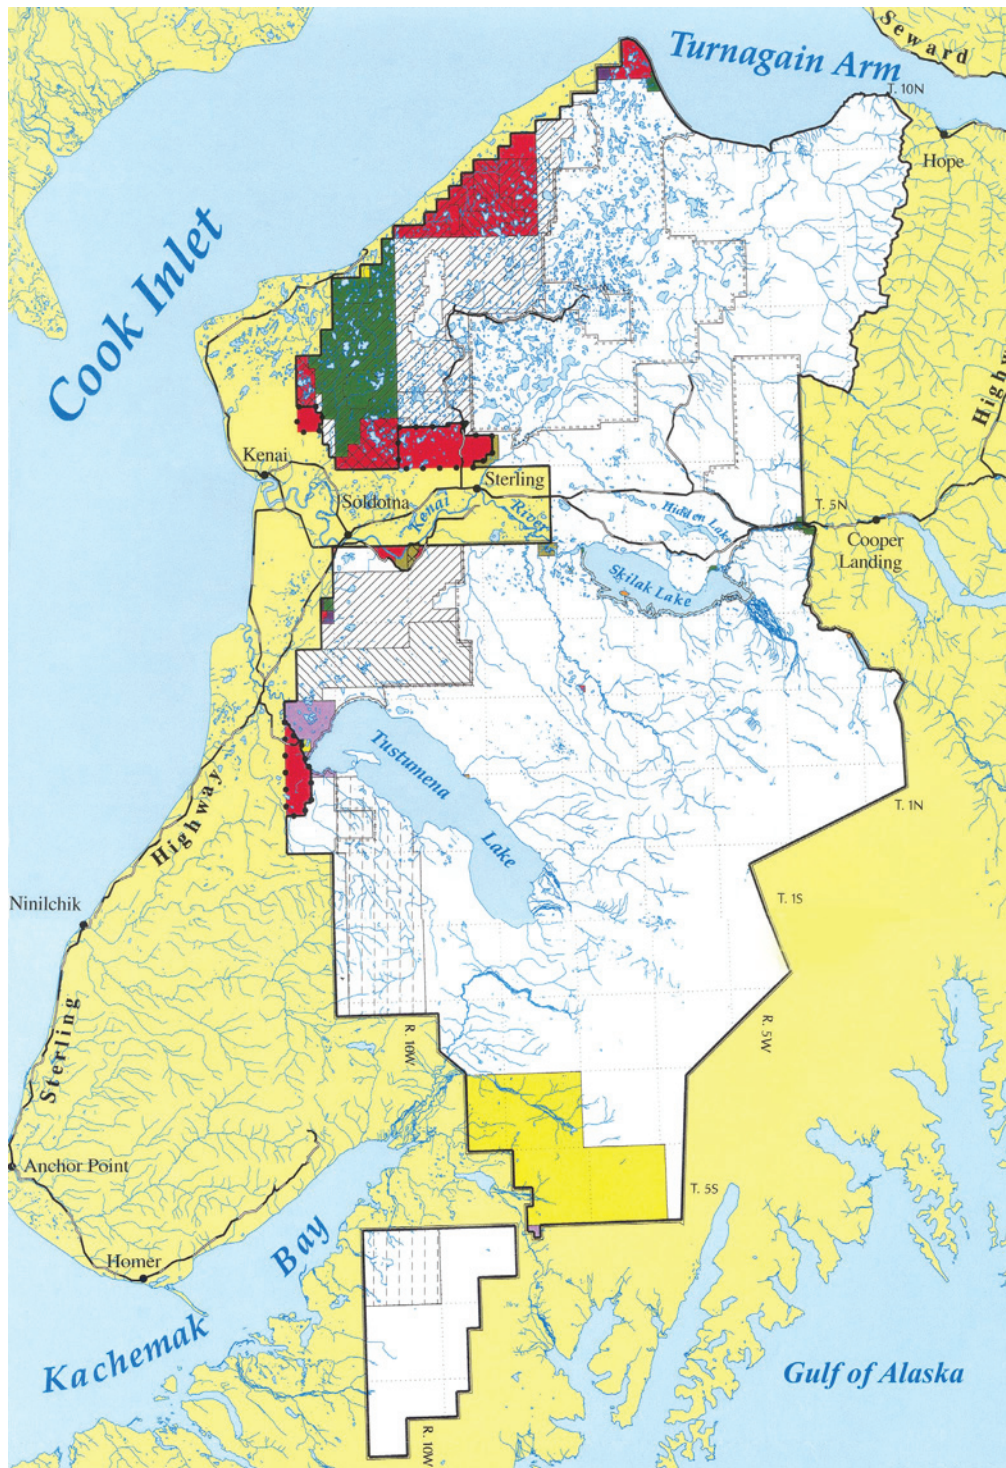 Turnagain Arm
Seward
T. 10N
Hope
Cook Inlet
Highway
Kenai
Sterling
Soldotna
Kenai
River
Hidden Lake
T. 5N
Cooper
Landing
Skilak Lake
Tustumena
Lake
Highway
T. 1N
Ninilchik
T. 1S
Sterling
R. 10W
R. 5W
Anchor Point
T. 5S
Homer
Bay
Kachemak
Gulf of Alaska
R. 10W